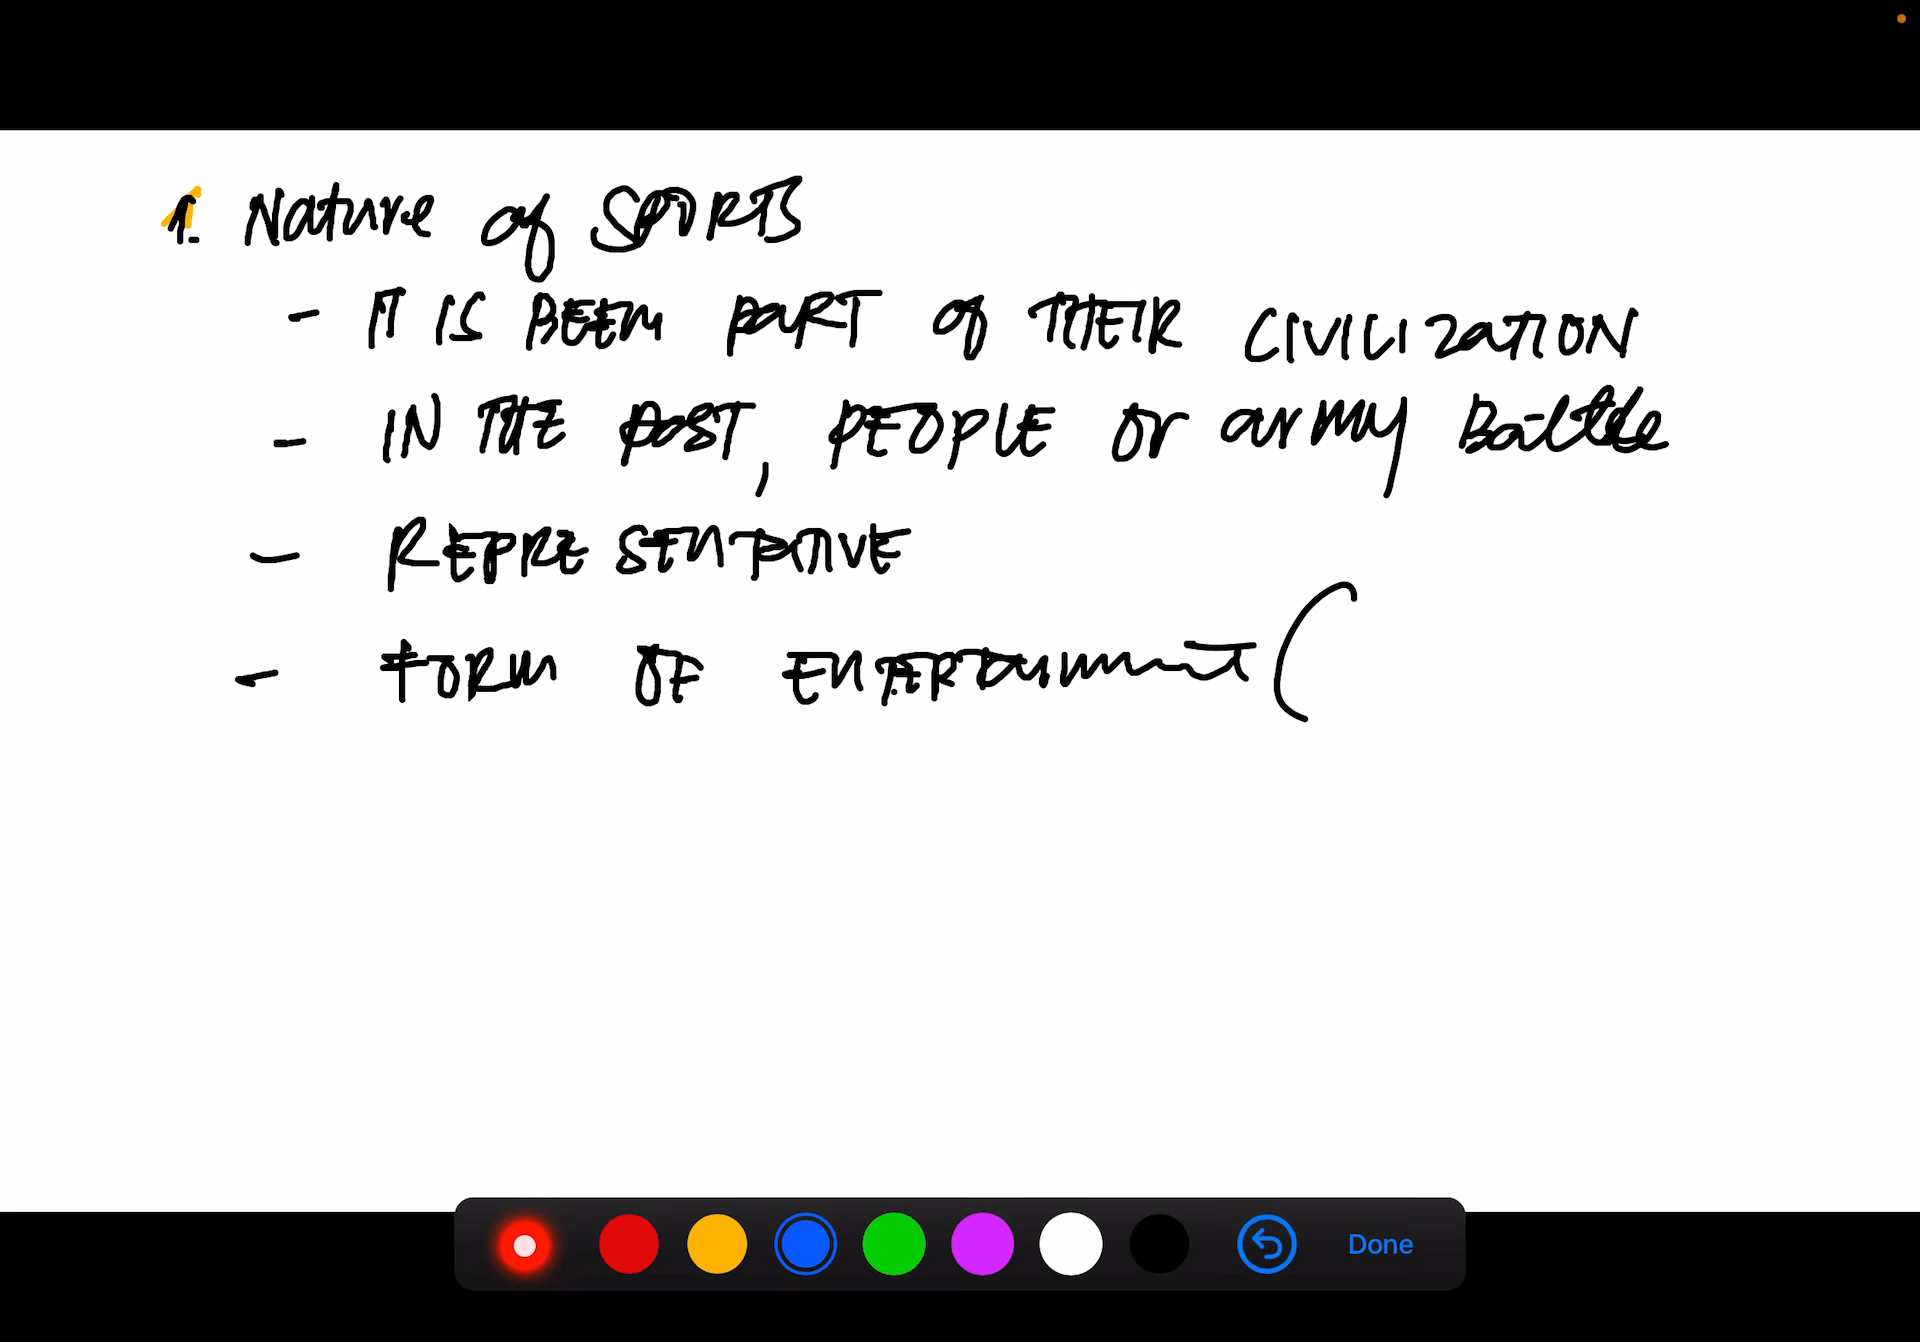 1. Nature of SPORTS
- IT IS BEEN PART of THEIR CIVILIZATION
- IN THE PAST, PEOPLE or army Battle
- REPRESENTATIVE
- FORM OF ENTERTAINMENT (
Done